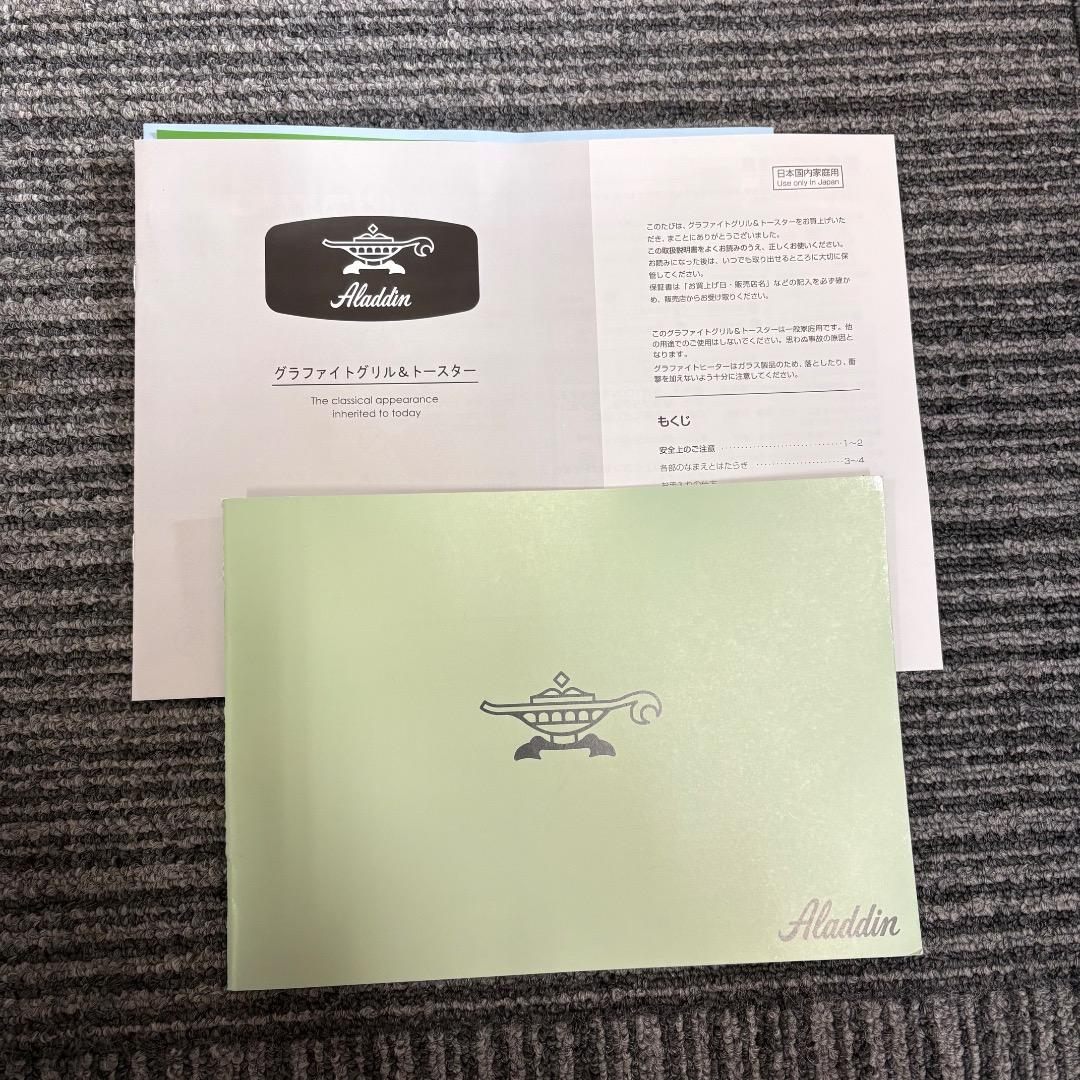 Aladdin
グラファイトグリル&トースター
The classical appearance
inherited to today
日本国内家庭用
Use only in Japan
このたびは、グラファイトグリル&トースターをお買上げいた
だき、まことにありがとうございました。
この取扱説明書をよくお読みのうえ、正しくお使いください。
お読みになった後は、いつでも取り出せるところに大切に保
管してください。
保証書は「お買上げ日・販売店名」などの記入を必ず確か
め、販売店からお受け取りください。
このグラファイトグリル&トースターは一般家庭用です。他
の用途でのご使用はしないでください。思わぬ事故の原因と
なります。
グラファイトヒーターはガラス製品のため、落としたり、衝
撃を加えないよう十分に注意してください。
もくじ
安全上のご注意 ‥‥‥‥‥‥‥‥‥‥1~2
各部のなまえとはたらき ‥‥‥‥‥‥‥3~4
Aladdin